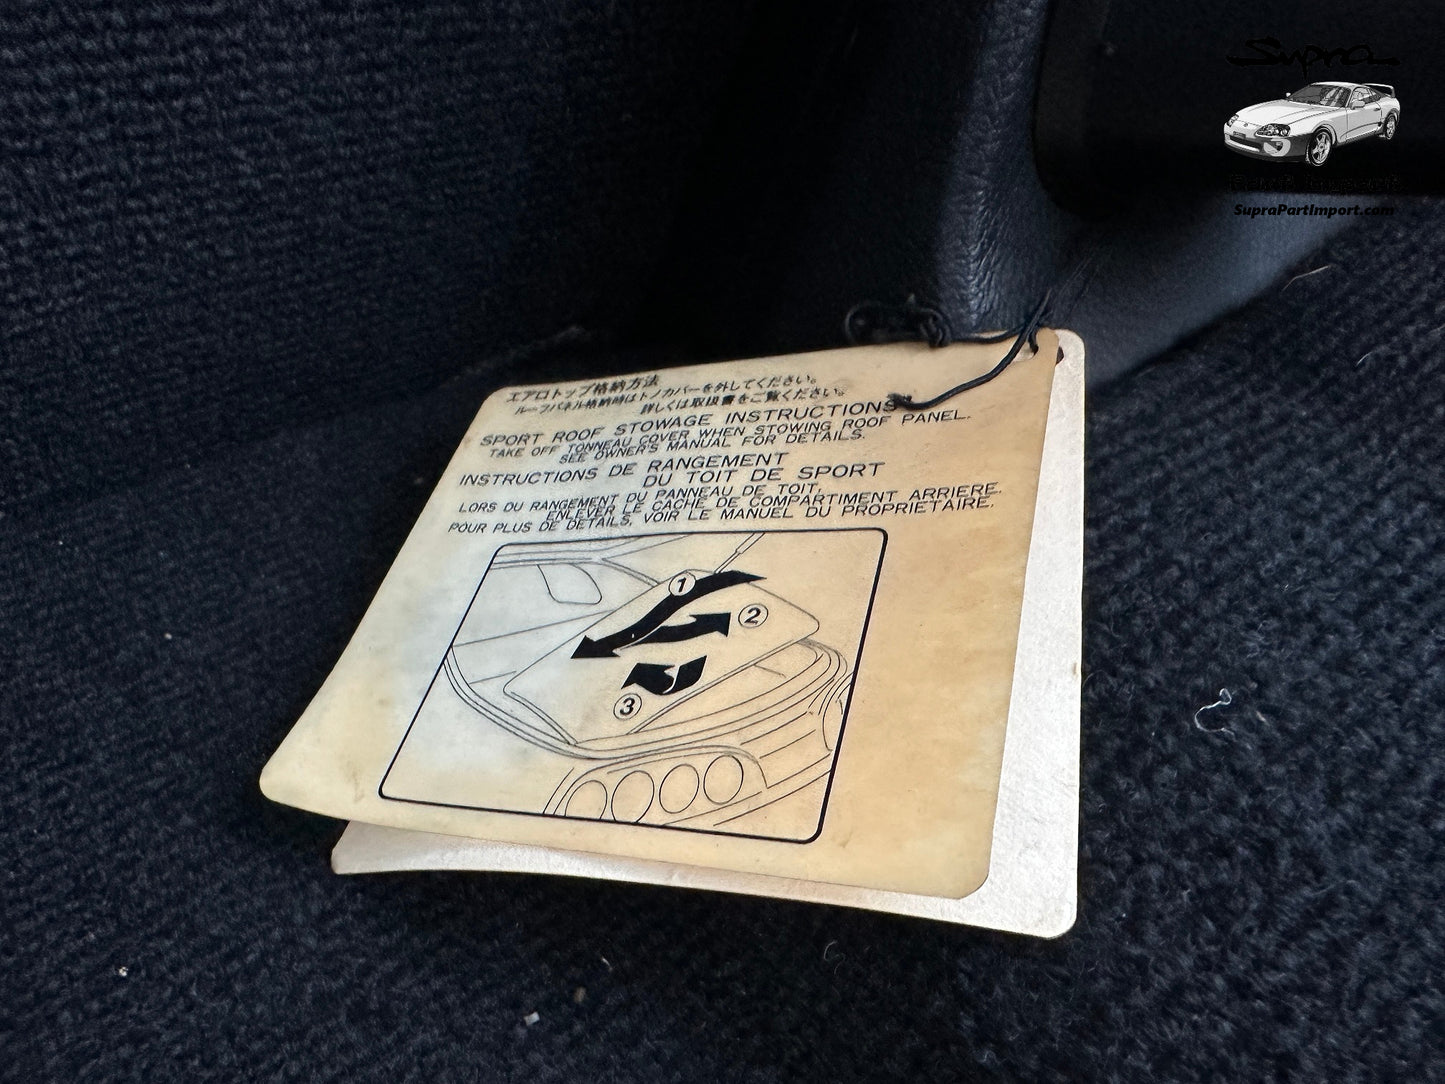 Supra
SupraPartImport.com
エアロトップ格納方法
ルーフパネル格納時はトノカバーを外してください。
詳しくは取扱書をご覧ください。
SPORT ROOF STOWAGE INSTRUCTIONS
TAKE OFF TONNEAU COVER WHEN STOWING ROOF PANEL.
SEE OWNER'S MANUAL FOR DETAILS.
INSTRUCTIONS DE RANGEMENT
DU TOIT DE SPORT
LORS DU RANGEMENT DU PANNEAU DE TOIT,
ENLEVER LE CACHE DE COMPARTIMENT ARRIERE.
POUR PLUS DE DETAILS, VOIR LE MANUEL DU PROPRIETAIRE.
1
2
3